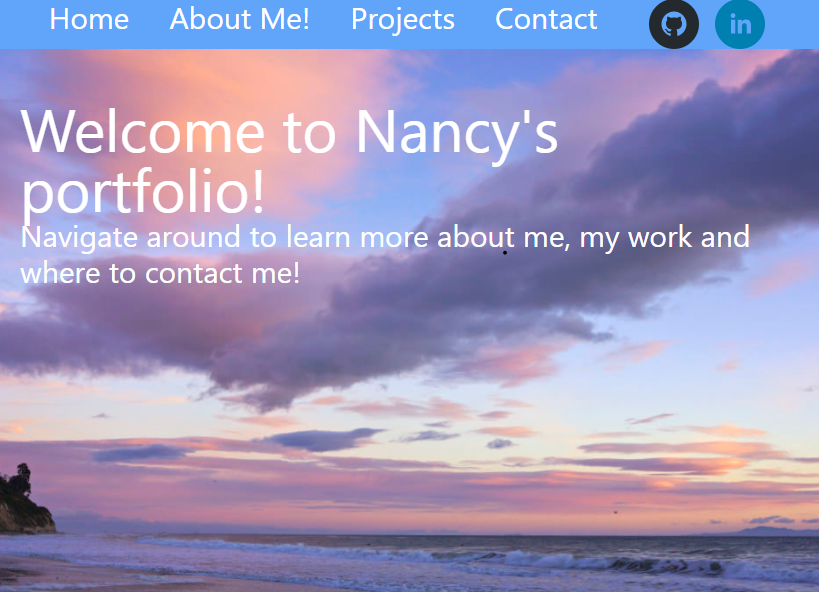 Home About Me! Projects Contact in
Welcome to Nancy's
portfolio!
Navigate around to learn more about me, my work and
where to contact me!